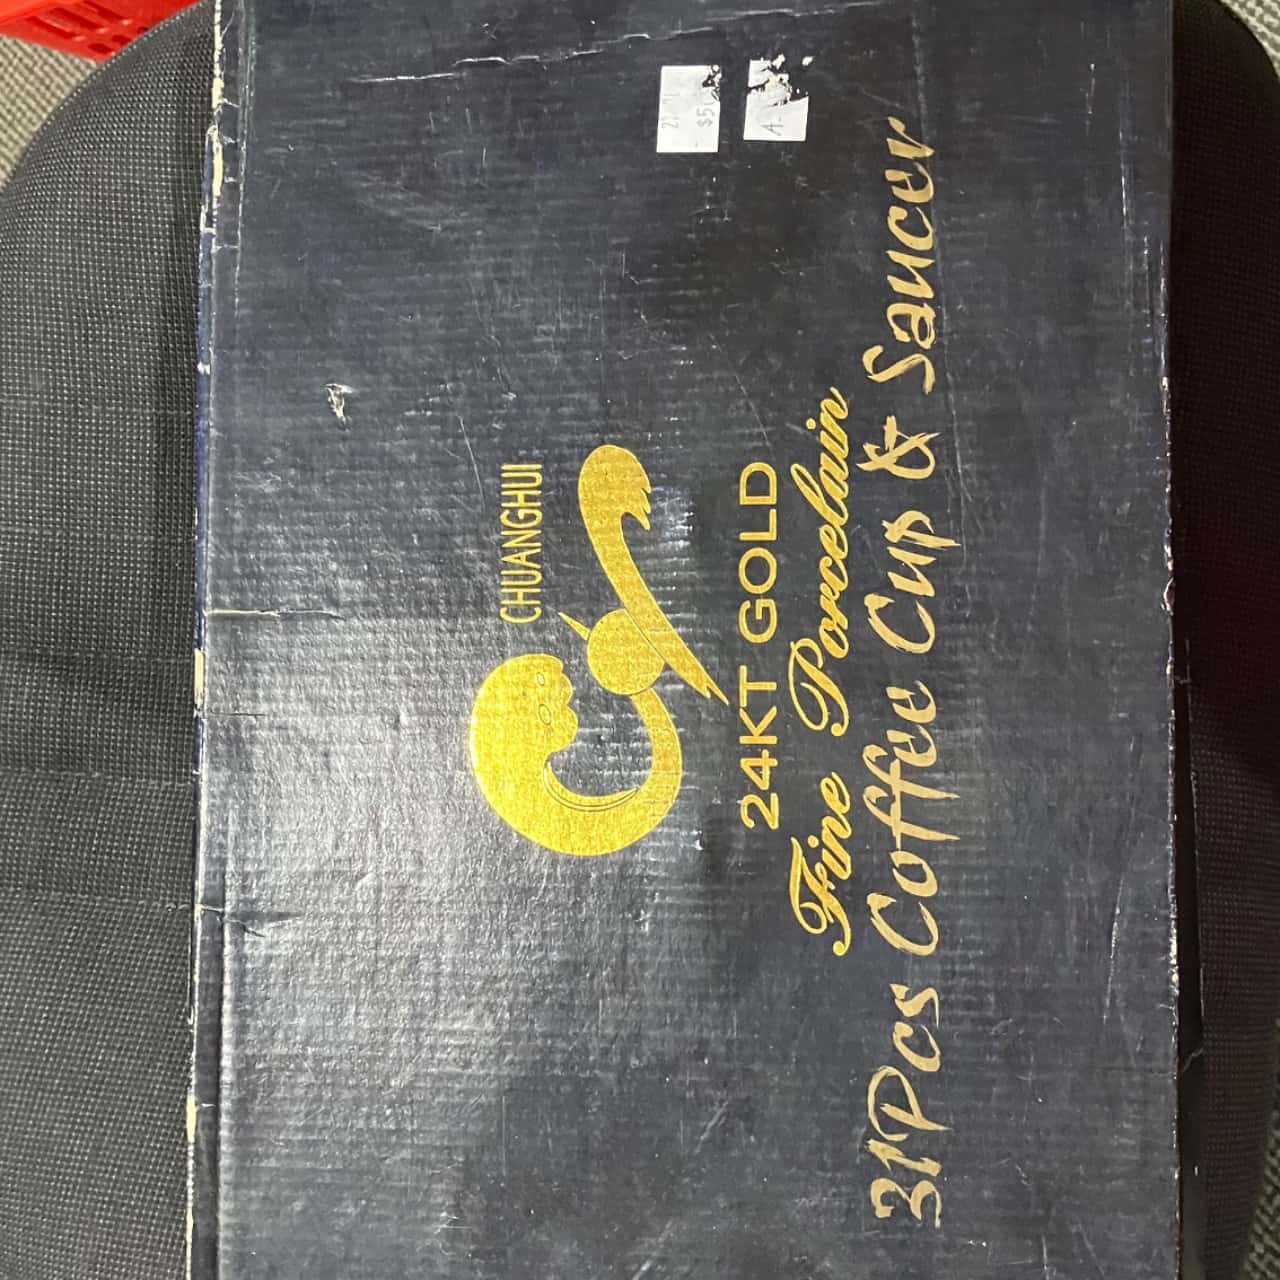 CHUANGHUI
24KT GOLD
Fine Porcelain
31Pcs Coffee Cup & Saucer